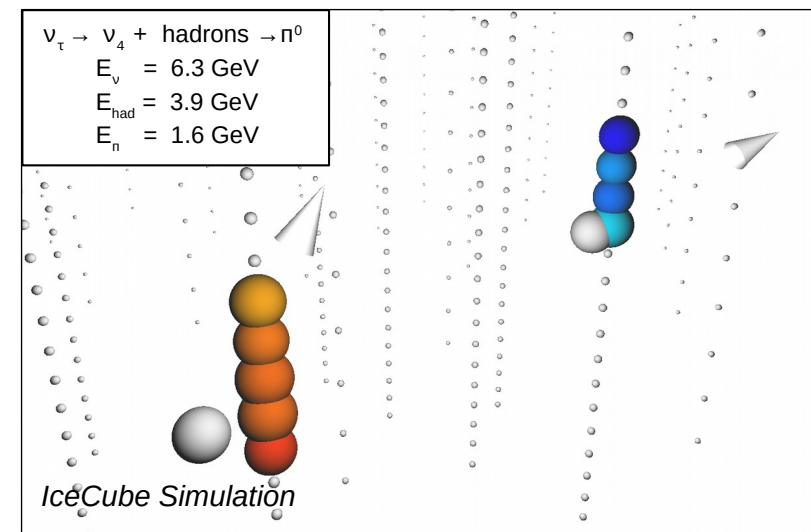 ν_τ → ν_4 + hadrons → π^0
E_ν = 6.3 GeV
E_had = 3.9 GeV
E_π = 1.6 GeV
IceCube Simulation